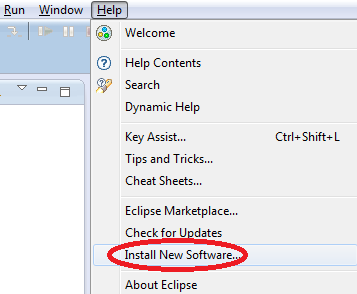 Run Window Help
Welcome
Help Contents
Search
Dynamic Help
Key Assist... Ctrl+Shift+L
Tips and Tricks...
Cheat Sheets...
Eclipse Marketplace...
Check for Updates
Install New Software...
About Eclipse